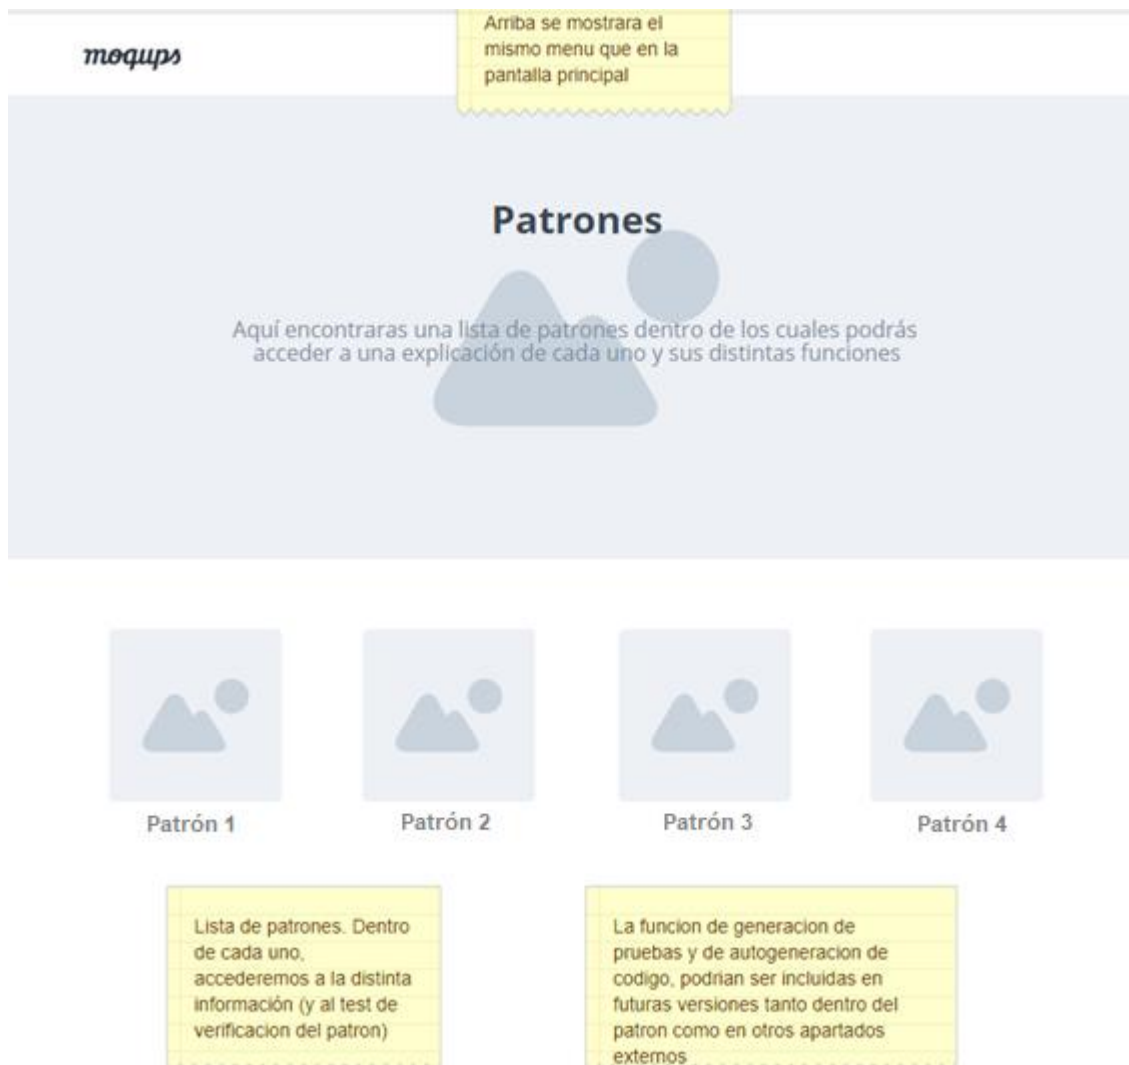 Arriba se mostrara el
mismo menu que en la
pantalla principal
moqups
Patrones
Aquí encontraras una lista de patrones dentro de los cuales podrás
acceder a una explicación de cada uno y sus distintas funciones
Patrón 1
Patrón 2
Patrón 3
Patrón 4
Lista de patrones. Dentro
de cada uno,
accederemos a la distinta
información (y al test de
verificacion del patron)
La funcion de generacion de
pruebas y de autogeneracion de
codigo, podrian ser incluidas en
futuras versiones tanto dentro del
patron como en otros apartados
externos